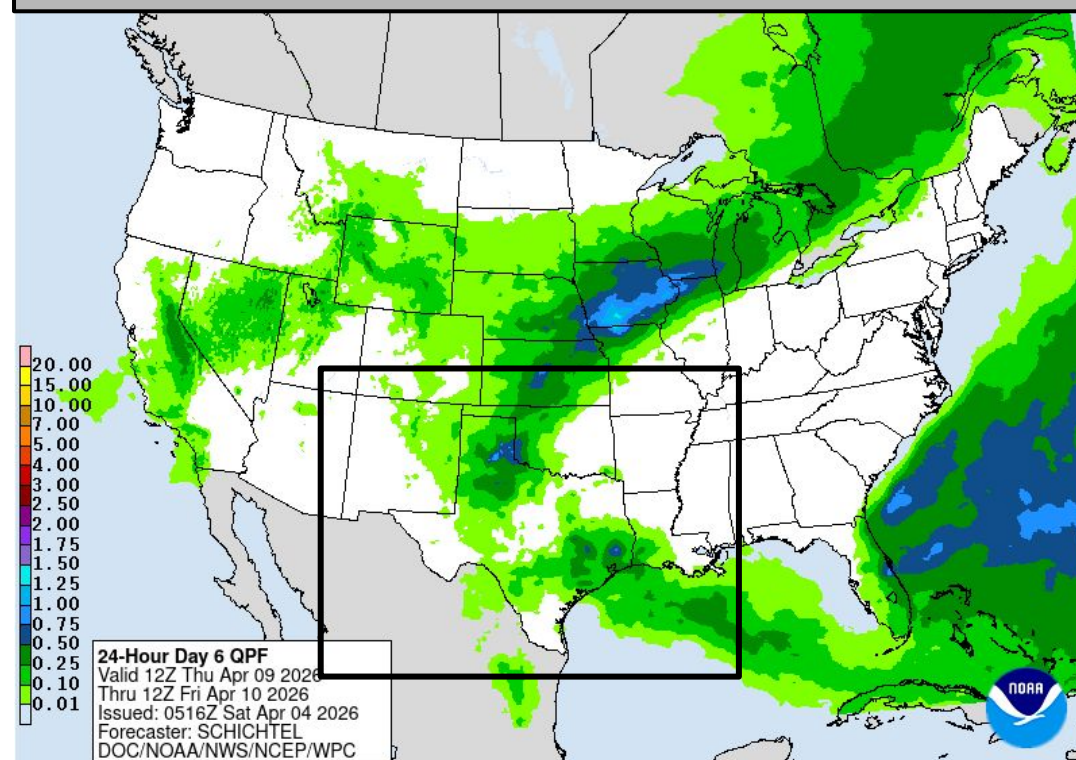 20.00
15.00
10.00
7.00
5.00
4.00
3.00
2.50
2.00
1.75
1.50
1.25
1.00
0.75
0.50
0.25
0.10
0.01
24-Hour Day 6 QPF
Valid 12Z Thu Apr 09 2026
Thru 12Z Fri Apr 10 2026
Issued: 0516Z Sat Apr 04 2026
Forecaster: SCHICHTEL
DOC/NOAA/NWS/NCEP/WPC
NOAA